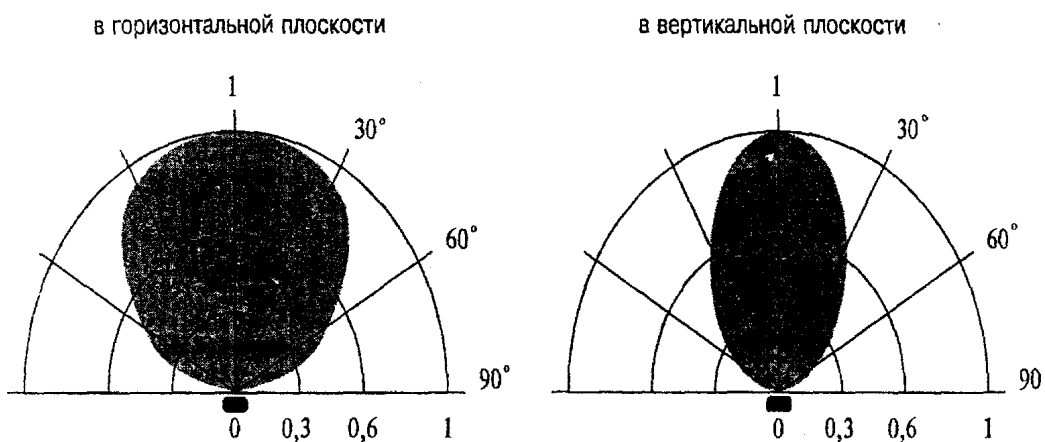 в горизонтальной плоскости
в вертикальной плоскости
1
30°
60°
90°
0 0,3 0,6 1
1
30°
60°
90
0 0,3 0,6 1